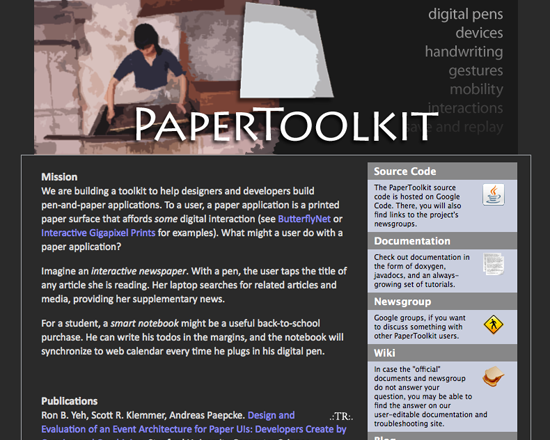 digital pens
devices
handwriting
gestures
mobility
interactions
save and replay
PAPERTOOLKIT
Mission
We are building a toolkit to help designers and developers build
pen-and-paper applications. To a user, a paper application is a printed
paper surface that affords some digital interaction (see ButterflyNet or
Interactive Gigapixel Prints for examples). What might a user do with a
paper application?
Imagine an interactive newspaper. With a pen, the user taps the title of
any article she is reading. Her laptop searches for related articles and
media, providing her supplementary news.
For a student, a smart notebook might be a useful back-to-school
purchase. He can write his todos in the margins, and the notebook will
synchronize to web calendar every time he plugs in his digital pen.
Publications
Ron B. Yeh, Scott R. Klemmer, Andreas Paepcke. Design and
Evaluation of an Event Architecture for Paper UIs: Developers Create by
.:TR:.
Source Code
The PaperToolkit source
code is hosted on Google
Code. There, you will also
find links to the project's
newsgroups.
Documentation
Check out documentation in
the form of doxygen,
javadocs, and an always-
growing set of tutorials.
Newsgroup
Google groups, if you want
to discuss something with
other PaperToolkit users.
Wiki
In case the "official"
documents and newsgroup
do not answer your
question, you may be able to
find the answer on our
user-editable documentation and
troubleshooting site.
Blog